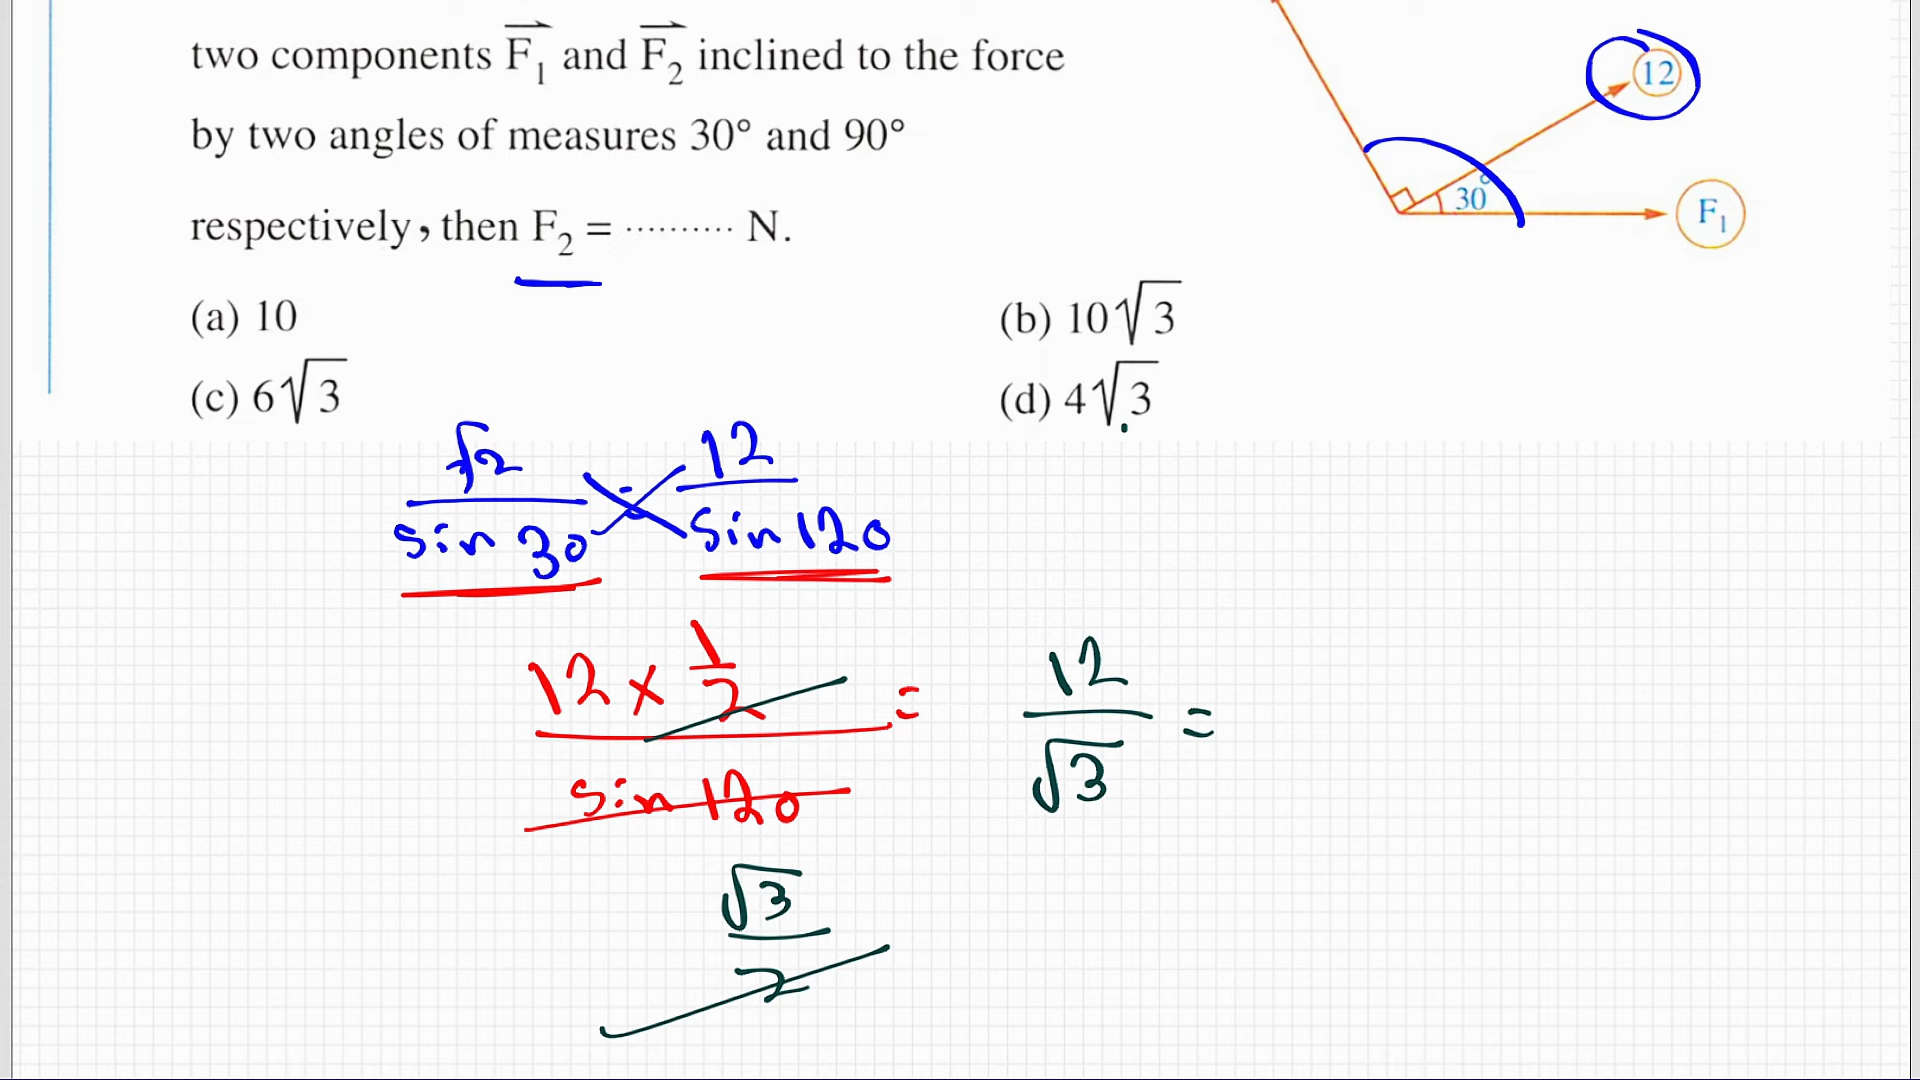 two components F₁ and F₂ inclined to the force
12
by two angles of measures 30° and 90°
30°
F₁
respectively, then F₂ = ·········· N.
(a) 10
(b) 10√3
(c) 6√3
(d) 4√3
F2 / sin 30 = 12 / sin 120
12 × 1/2 / sin 120 = 12 / √3 =
√3 / 2